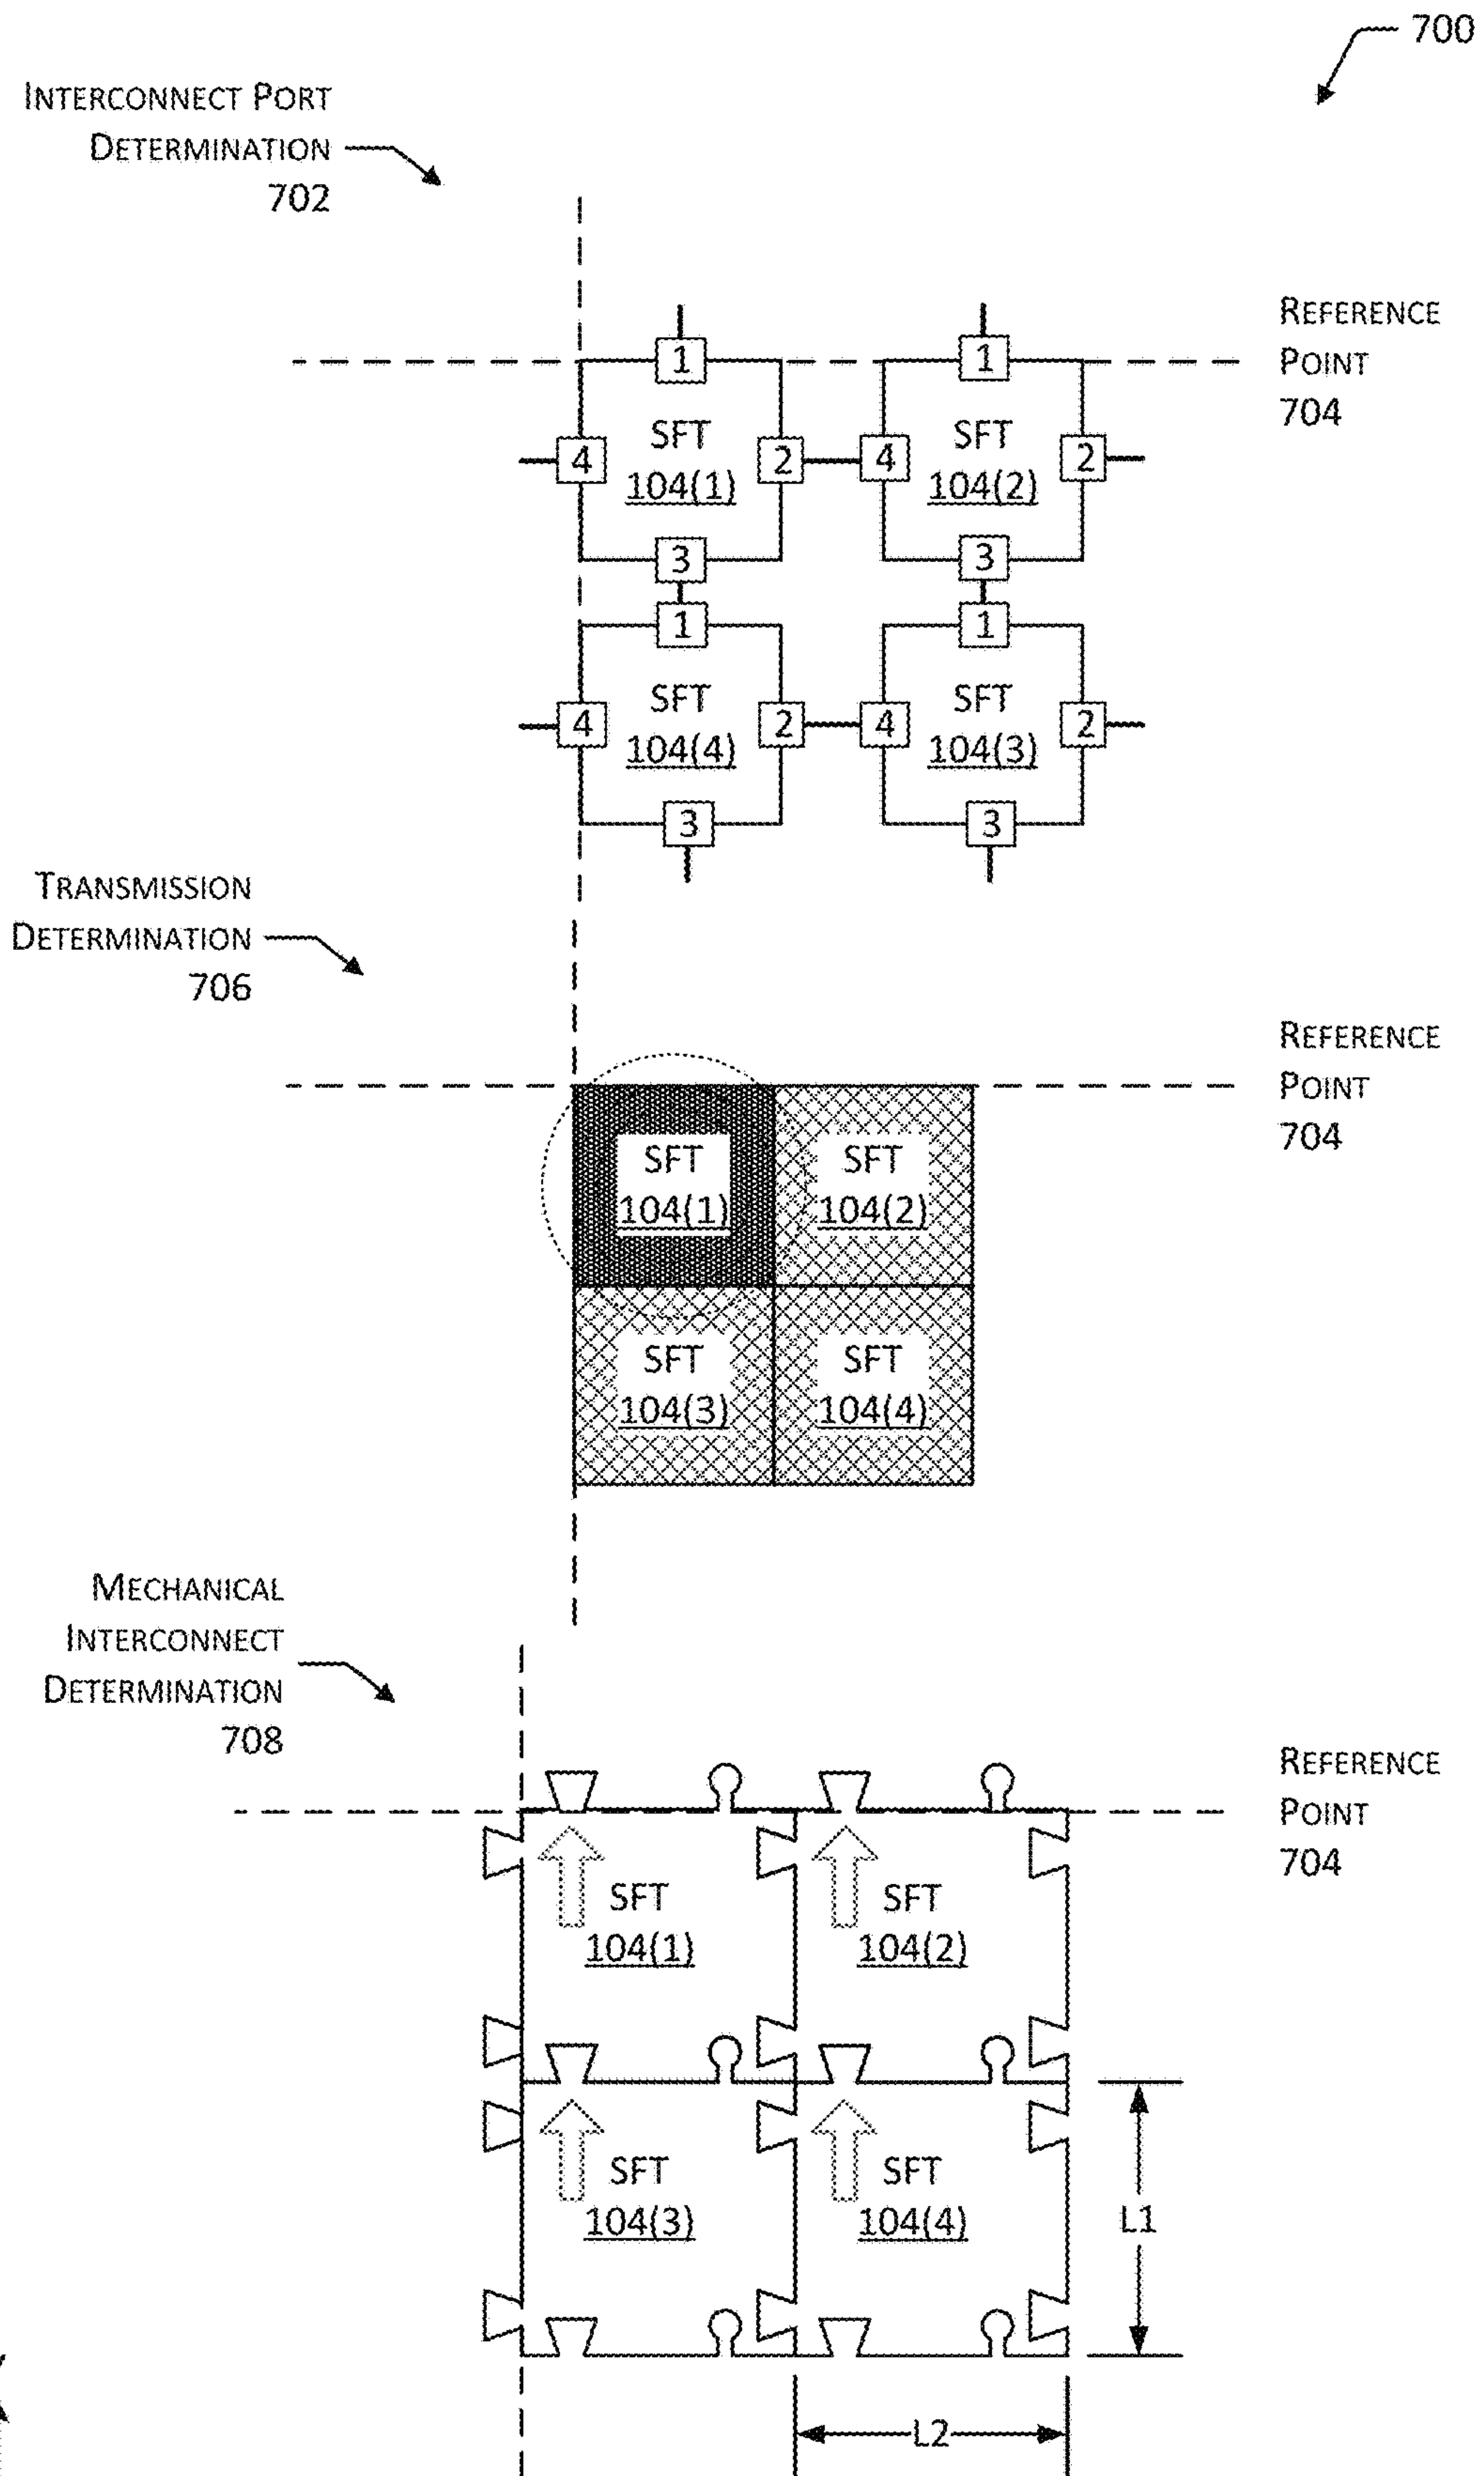 700
INTERCONNECT PORT
DETERMINATION
702
REFERENCE
POINT
704
1
1
SFT
104(1)
SFT
104(2)
4
2
4
2
3
3
1
1
SFT
104(4)
SFT
104(3)
4
2
4
2
3
3
TRANSMISSION
DETERMINATION
706
REFERENCE
POINT
704
SFT
104(1)
SFT
104(2)
SFT
104(3)
SFT
104(4)
MECHANICAL
INTERCONNECT
DETERMINATION
708
REFERENCE
POINT
704
SFT
104(1)
SFT
104(2)
SFT
104(3)
SFT
104(4)
L1
L2